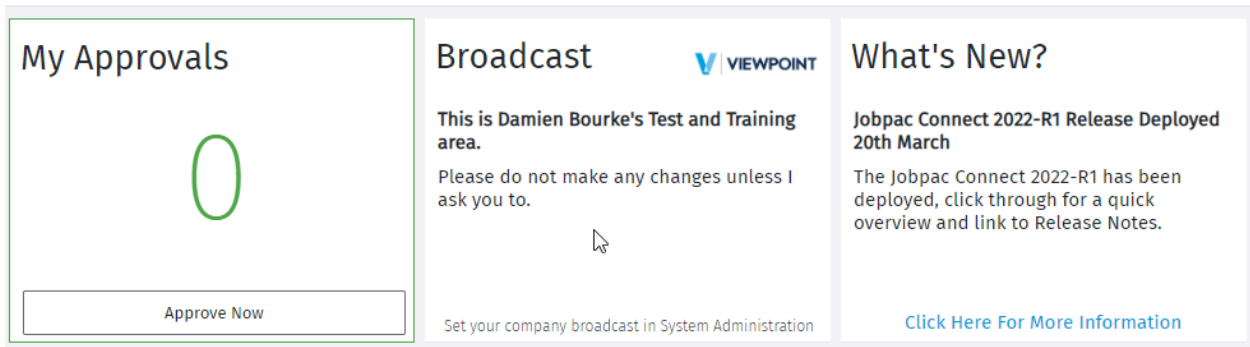 My Approvals
0
Approve Now
Broadcast
VIEWPOINT
This is Damien Bourke's Test and Training
area.
Please do not make any changes unless I
ask you to.
Set your company broadcast in System Administration
What's New?
Jobpac Connect 2022-R1 Release Deployed
20th March
The Jobpac Connect 2022-R1 has been
deployed, click through for a quick
overview and link to Release Notes.
Click Here For More Information